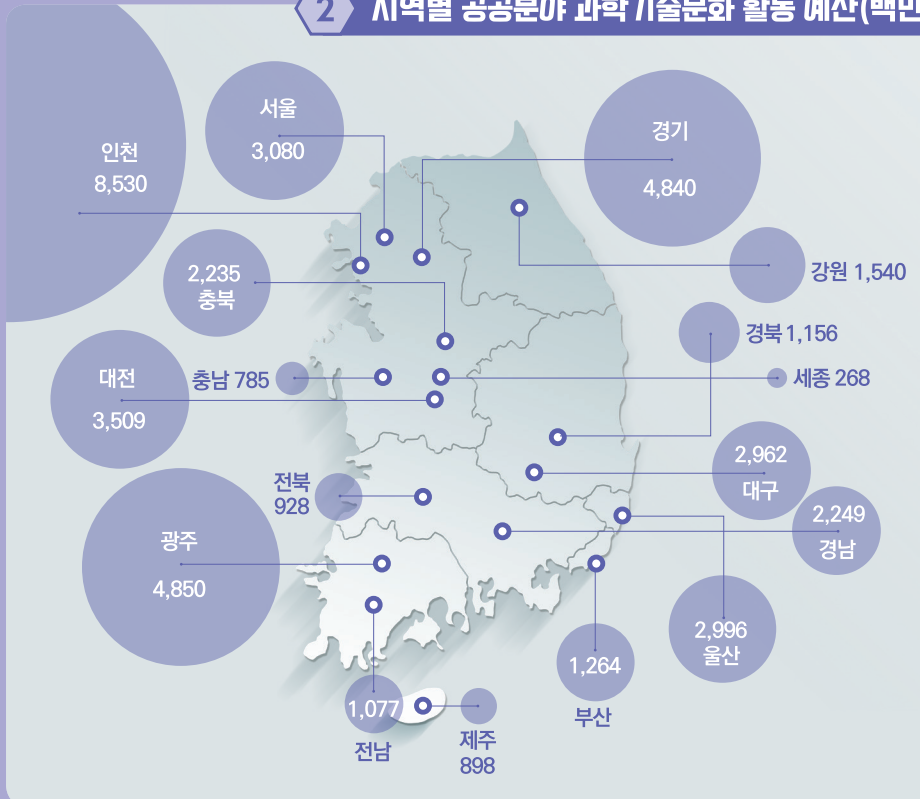 2 지역별 공공분야 과학기술문화 활동 예산(백만
서울
3,080
경기
4,840
인천
8,530
강원 1,540
2,235
충북
경북 1,156
대전
3,509
충남 785
세종 268
2,962
대구
전북
928
2,249
경남
광주
4,850
2,996
울산
1,264
부산
1,077
전남
제주
898